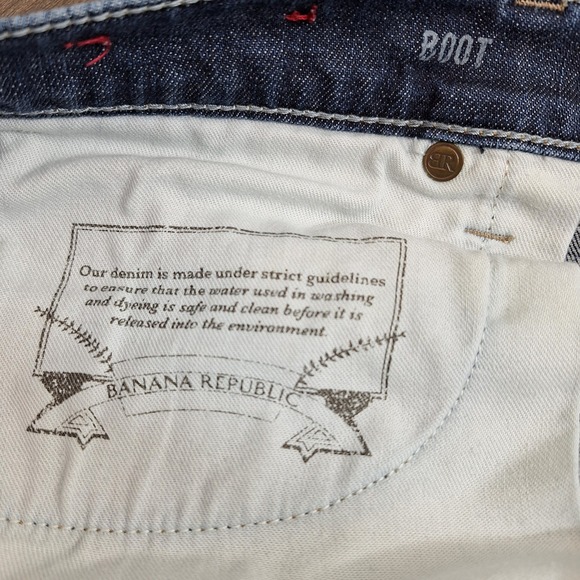 BOOT
BR
Our denim is made under strict guidelines
to ensure that the water used in washing
and dyeing is safe and clean before it is
released into the environment.
BANANA REPUBLIC